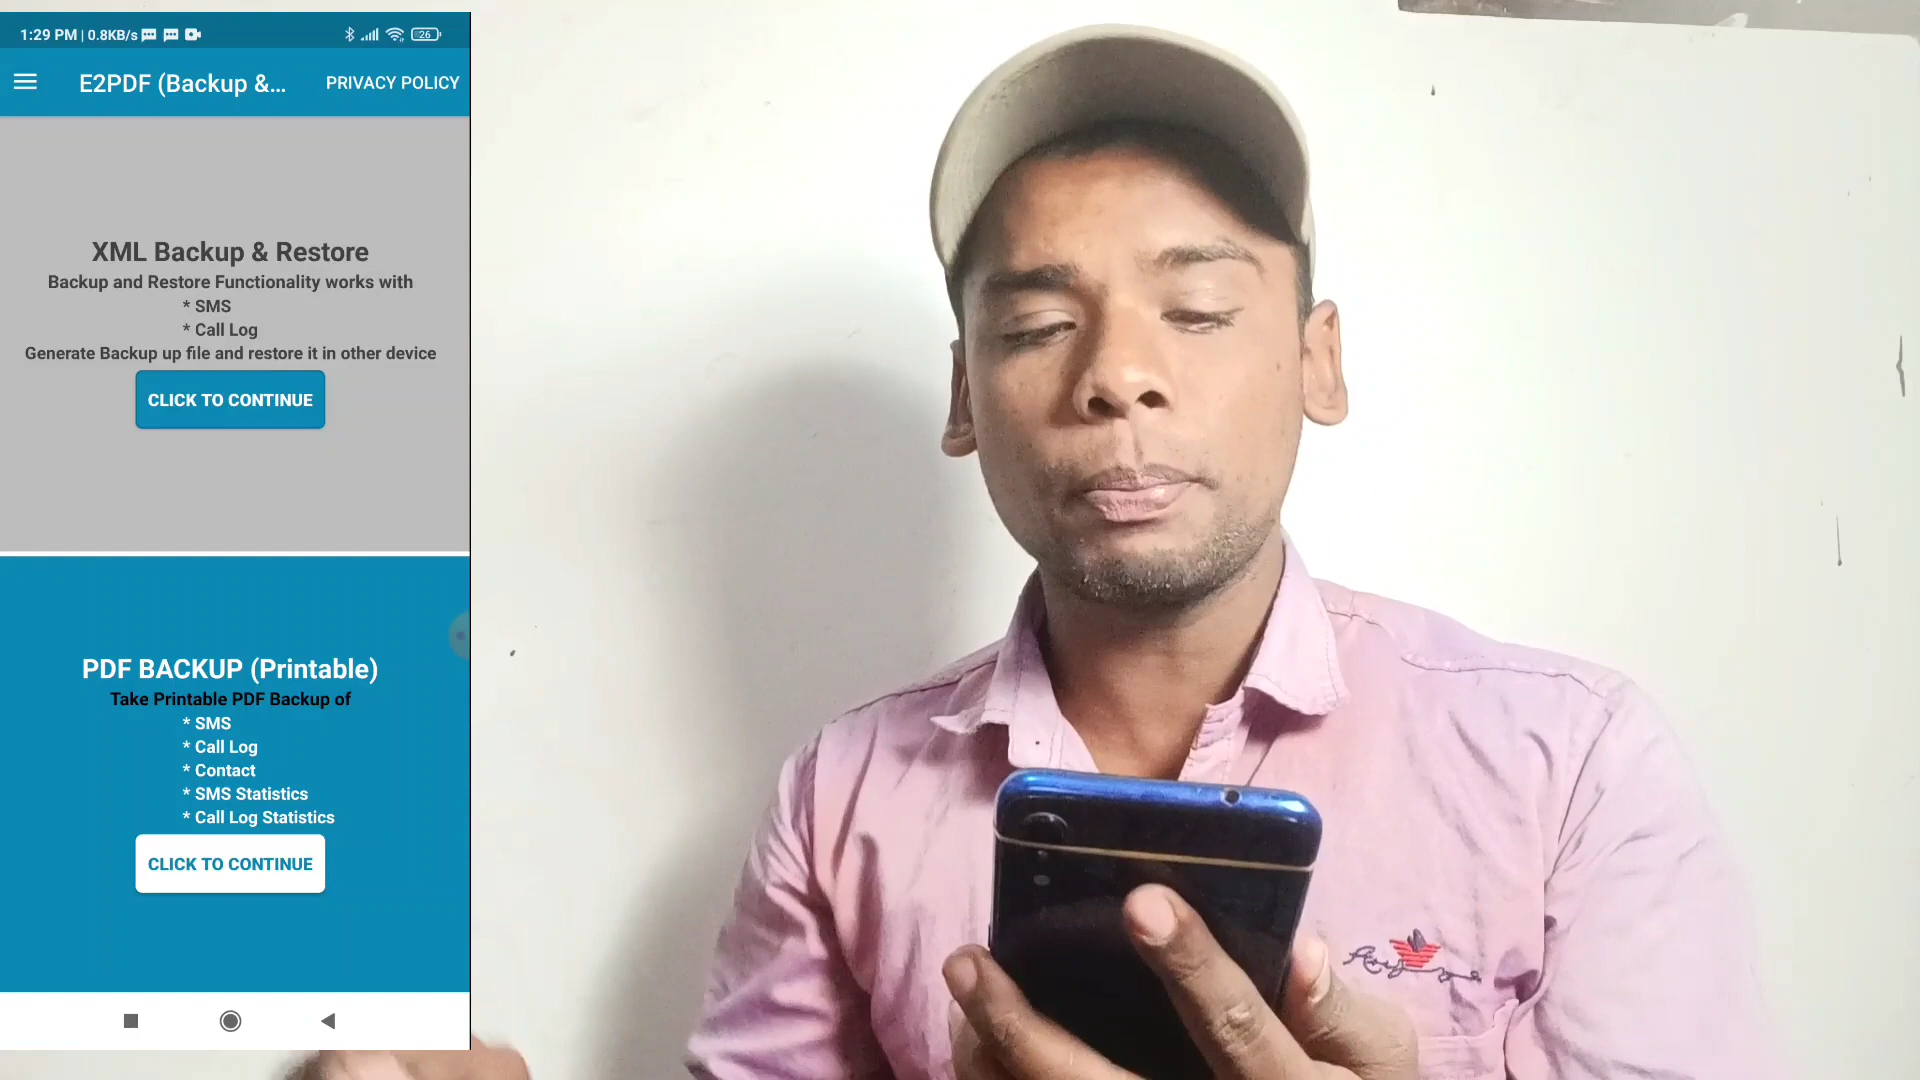 1:29 PM | 0.8KB/s 26
E2PDF (Backup &... PRIVACY POLICY
XML Backup & Restore
Backup and Restore Functionality works with
* SMS
* Call Log
Generate Backup up file and restore it in other device
CLICK TO CONTINUE
PDF BACKUP (Printable)
Take Printable PDF Backup of
* SMS
* Call Log
* Contact
* SMS Statistics
* Call Log Statistics
CLICK TO CONTINUE